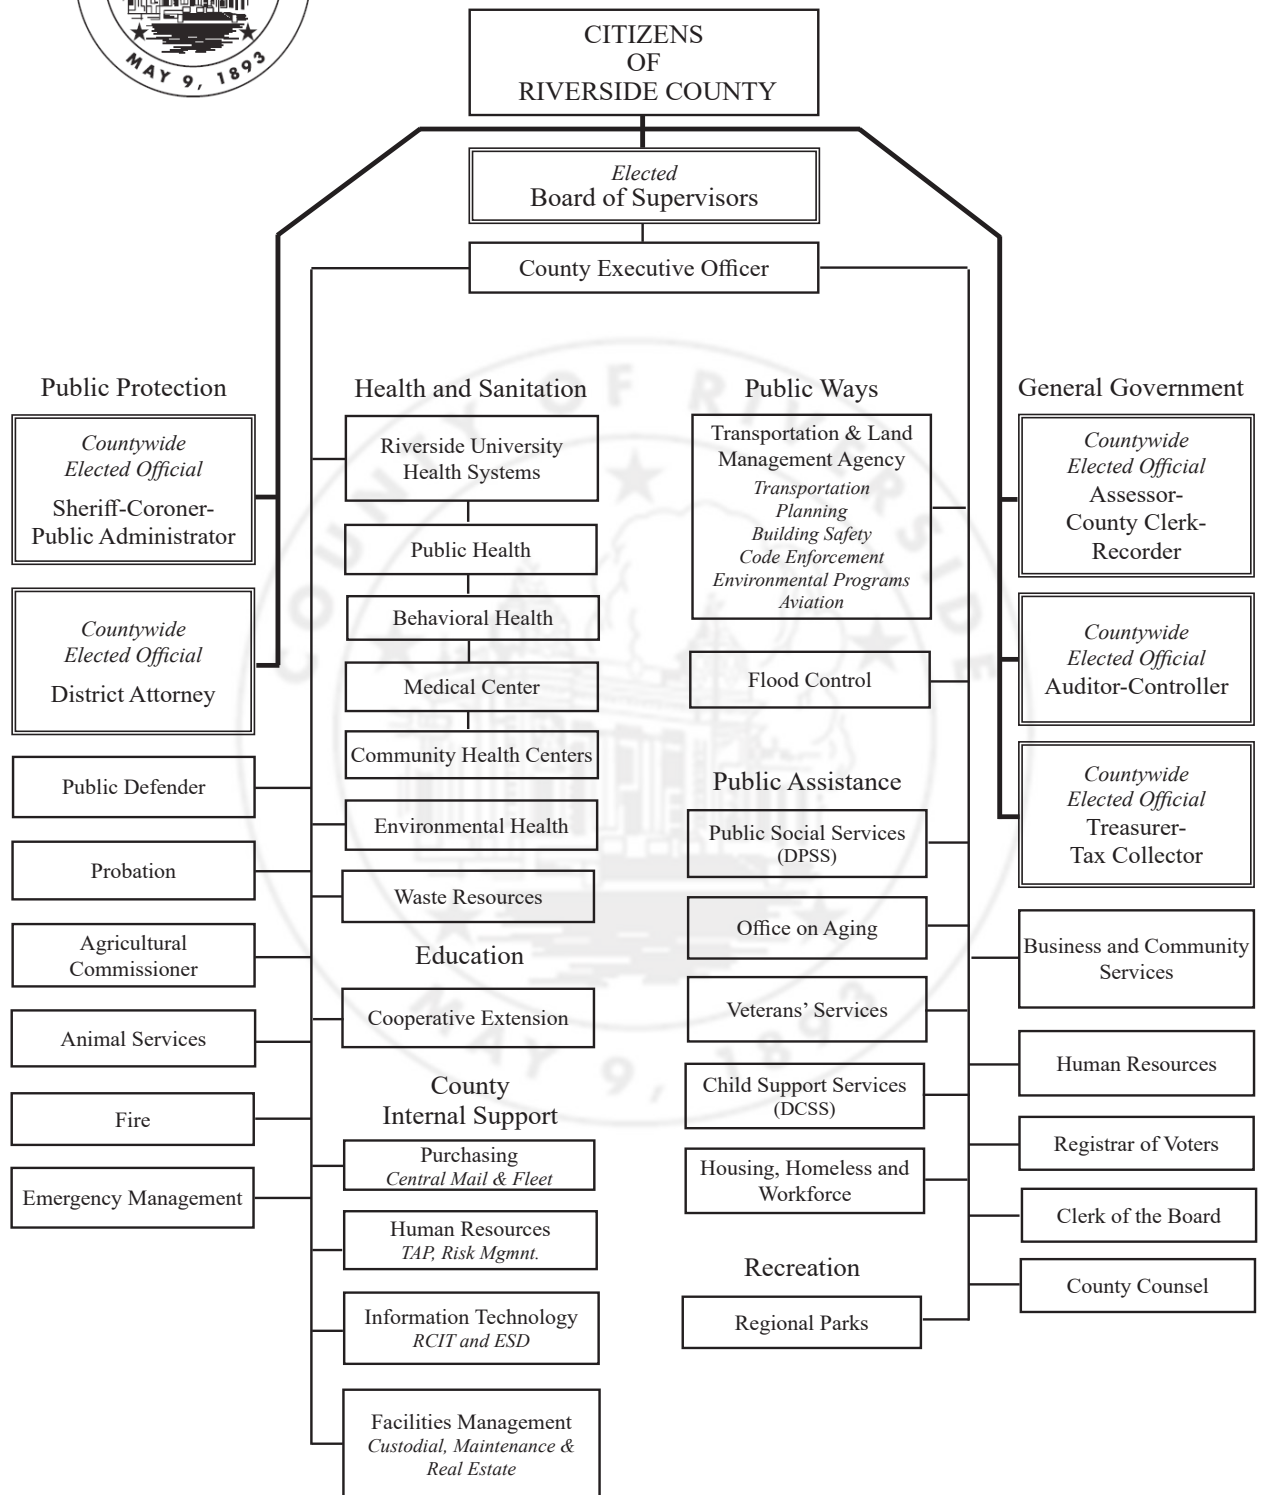 MAY 9, 1893
CITIZENS
OF
RIVERSIDE COUNTY
Elected
Board of Supervisors
County Executive Officer
Public Protection
Countywide
Elected Official
Sheriff-Coroner-
Public Administrator
Countywide
Elected Official
District Attorney
Public Defender
Probation
Agricultural
Commissioner
Animal Services
Fire
Emergency Management
Health and Sanitation
Riverside University
Health Systems
Public Health
Behavioral Health
Medical Center
Community Health Centers
Environmental Health
Waste Resources
Education
Cooperative Extension
County
Internal Support
Purchasing
Central Mail & Fleet
Human Resources
TAP, Risk Mgmnt.
Information Technology
RCIT and ESD
Facilities Management
Custodial, Maintenance &
Real Estate
Public Ways
Transportation & Land
Management Agency
Transportation
Planning
Building Safety
Code Enforcement
Environmental Programs
Aviation
Flood Control
Public Assistance
Public Social Services
(DPSS)
Office on Aging
Veterans’ Services
Child Support Services
(DCSS)
Housing, Homeless and
Workforce
Recreation
Regional Parks
General Government
Countywide
Elected Official
Assessor-
County Clerk-
Recorder
Countywide
Elected Official
Auditor-Controller
Countywide
Elected Official
Treasurer-
Tax Collector
Business and Community
Services
Human Resources
Registrar of Voters
Clerk of the Board
County Counsel
COUNTY OF RIVERSIDE
MAY 9, 1893